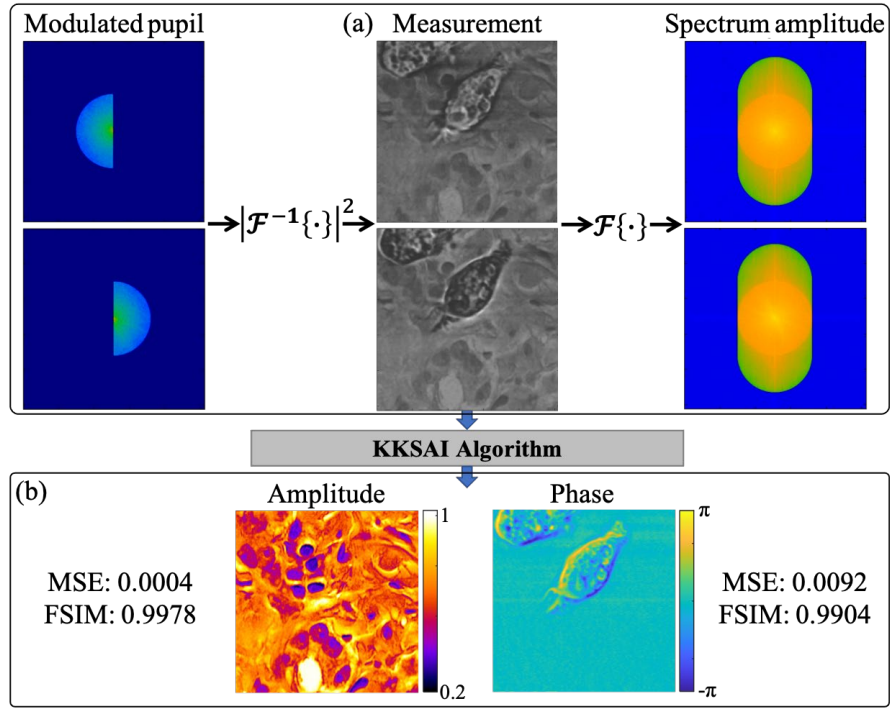 Modulated pupil
(a) Measurement
Spectrum amplitude
|𝓕⁻¹{·}|²
𝓕{·}
KKSAI Algorithm
(b)
Amplitude
Phase
MSE: 0.0004
FSIM: 0.9978
1
0.2
π
-π
MSE: 0.0092
FSIM: 0.9904